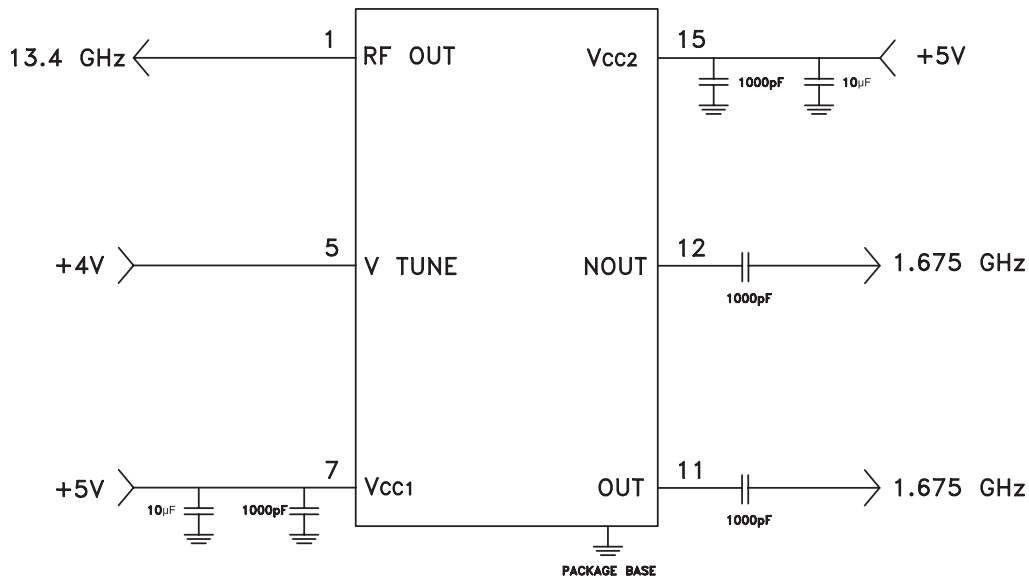 1
15
13.4 GHz
RF OUT
VCC2
+5V
1000pF
10µF
5
12
+4V
V TUNE
NOUT
1.675 GHz
1000pF
7
11
+5V
VCC1
OUT
1.675 GHz
10µF
1000pF
1000pF
PACKAGE BASE